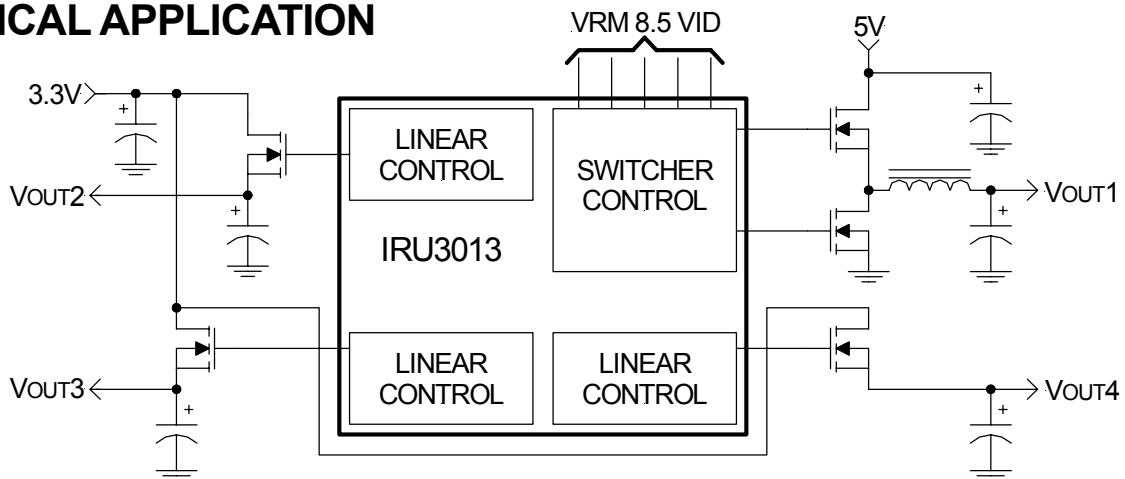 ICAL APPLICATION
VRM 8.5 VID
5V
3.3V
+
+
LINEAR
CONTROL
SWITCHER
CONTROL
VOUT2
VOUT1
+
+
IRU3013
LINEAR
CONTROL
LINEAR
CONTROL
VOUT3
VOUT4
+
+